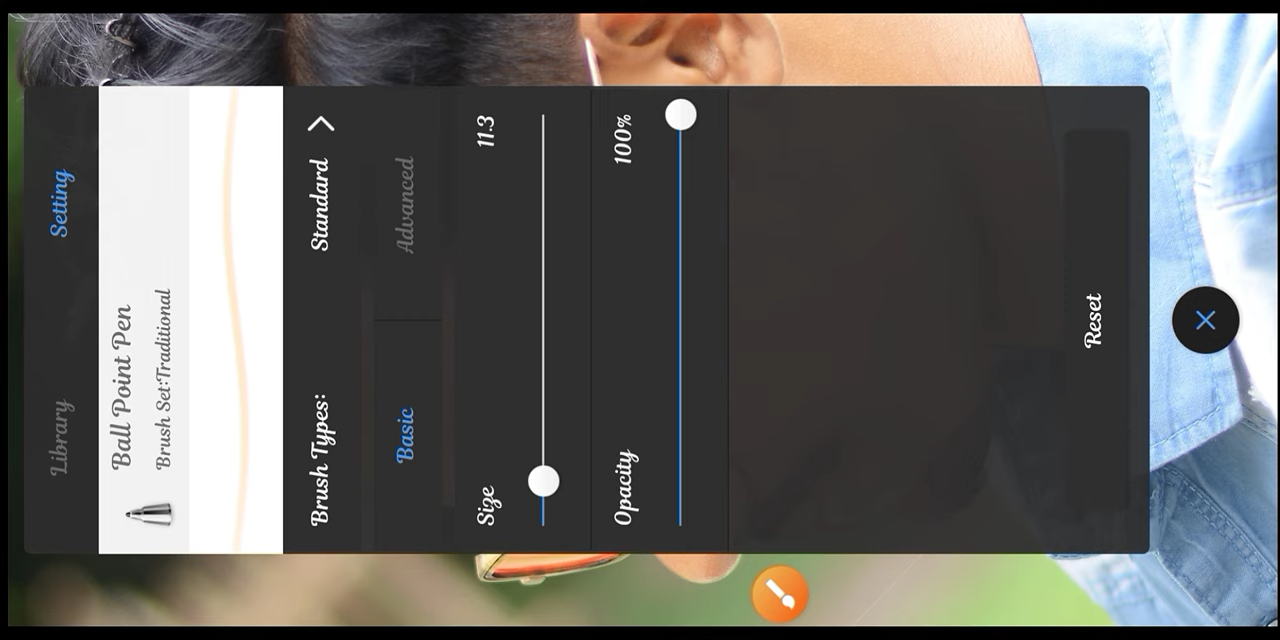 Library Setting
Ball Point Pen
Brush Set:Traditional
Brush Types: Standard
Basic Advanced
Size 11.3
Opacity 100%
Reset